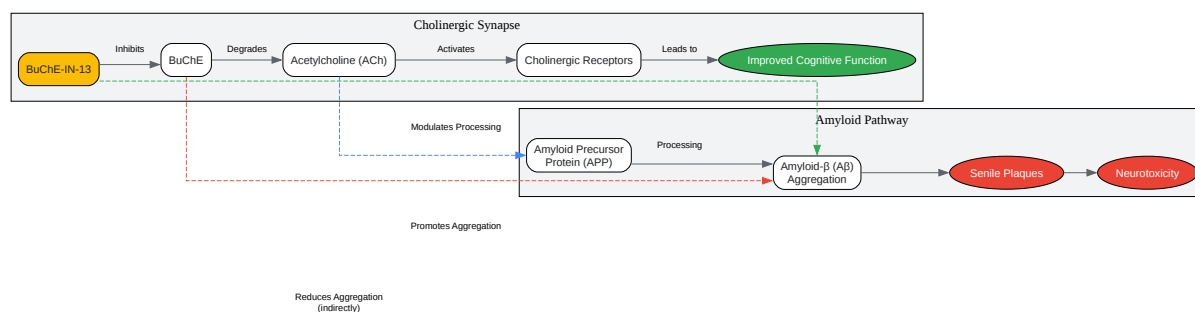 Cholinergic Synapse
BuChE-IN-13
Inhibits
BuChE
Degrades
Acetylcholine (ACh)
Activates
Cholinergic Receptors
Leads to
Improved Cognitive Function
Amyloid Pathway
Modulates Processing
Amyloid Precursor
Protein (APP)
Processing
Amyloid-β (Aβ)
Aggregation
Senile Plaques
Neurotoxicity
Promotes Aggregation
Reduces Aggregation
(indirectly)